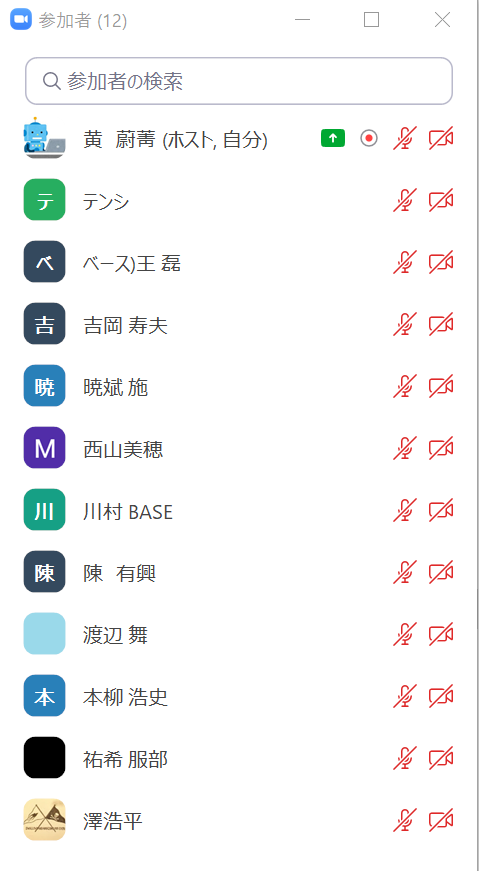 参加者 (12)
参加者の検索
黄 蔚菁 (ホスト, 自分)
テ テンシ
ベ ベース)王 磊
吉 吉岡 寿夫
暁 暁斌 施
M 西山美穂
川 川村 BASE
陳 陳 有興
渡辺 舞
本 本柳 浩史
祐希 服部
澤浩平